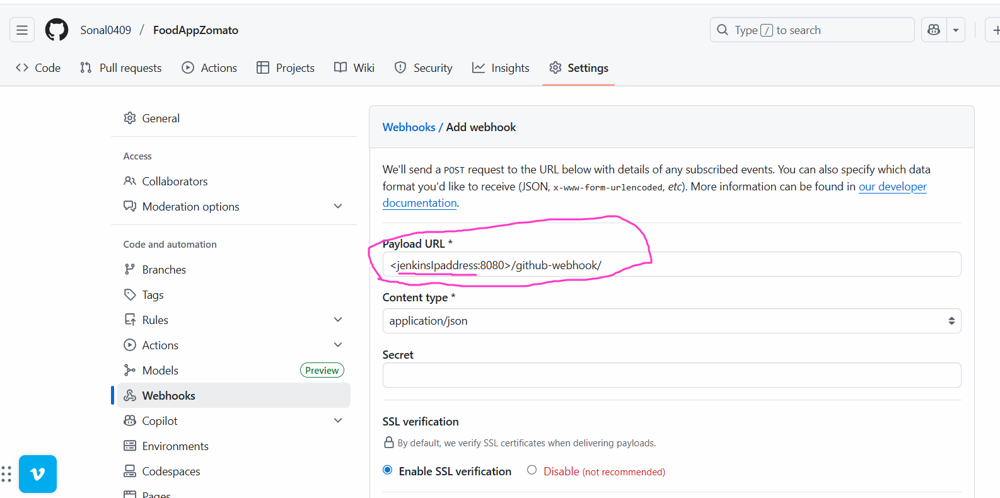 Sonal0409 / FoodAppZomato
Type / to search
Code Pull requests Actions Projects Wiki Security Insights Settings
General
Access
Collaborators
Moderation options
Code and automation
Branches
Tags
Rules
Actions
Models Preview
Webhooks
Copilot
Environments
Codespaces
Pages
Webhooks / Add webhook
We'll send a POST request to the URL below with details of any subscribed events. You can also specify which data
format you'd like to receive (JSON, x-www-form-urlencoded, etc). More information can be found in our developer
documentation.
Payload URL *
<jenkinsIpaddress:8080>/github-webhook/
Content type *
application/json
Secret
SSL verification
By default, we verify SSL certificates when delivering payloads.
Enable SSL verification Disable (not recommended)